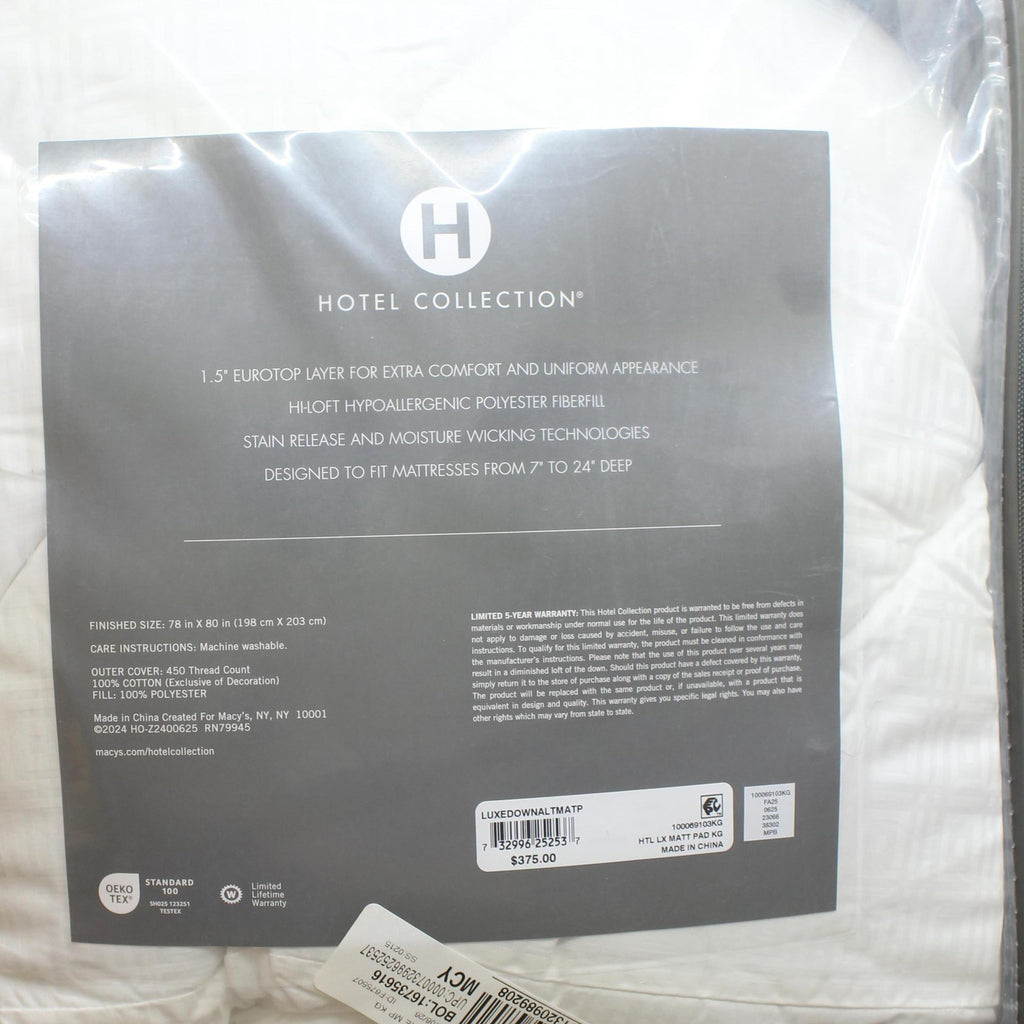 H
HOTEL COLLECTION®
1.5" EUROTOP LAYER FOR EXTRA COMFORT AND UNIFORM APPEARANCE
HI-LOFT HYPOALLERGENIC POLYESTER FIBERFILL
STAIN RELEASE AND MOISTURE WICKING TECHNOLOGIES
DESIGNED TO FIT MATTRESSES FROM 7" TO 24" DEEP
FINISHED SIZE: 78 in X 80 in (198 cm X 203 cm)
CARE INSTRUCTIONS: Machine washable.
OUTER COVER: 450 Thread Count
100% COTTON (Exclusive of Decoration)
FILL: 100% POLYESTER
Made in China Created For Macy's, NY, NY 10001
©2024 HO-Z2400625 RN79945
macys.com/hotelcollection
LIMITED 5-YEAR WARRANTY: This Hotel Collection product is warranted to be free from defects in
materials or workmanship under normal use for the life of the product. This limited warranty does
not apply to damage or loss caused by accident, misuse, or failure to follow the use and care
instructions. To qualify for this limited warranty, the product must be cleaned in conformance with
the manufacturer's instructions. Please note that the use of this product over several years may
result in a diminished loft of the down. Should this product have a defect covered by this warranty,
simply return it to the store of purchase along with a copy of the sales receipt or proof of purchase.
The product will be replaced with the same product or, if unavailable, with a product that is
equivalent in design and quality. This warranty gives you specific legal rights. You may also have
other rights which may vary from state to state.
LUXEDOWNALTMATP
7 32996 25253 7
$375.00
100069103KG
HTL LX MATT PAD KG
MADE IN CHINA
100069103KG
FA25
0625
23066
38302
MPB
OEKO
TEX®
STANDARD
100
SH025 123251
TESTEX
W
Limited
Lifetime
Warranty
MP KG
ID:F875507
BOL:16735616
UPC:0000732996252537
SS:0215
MCY